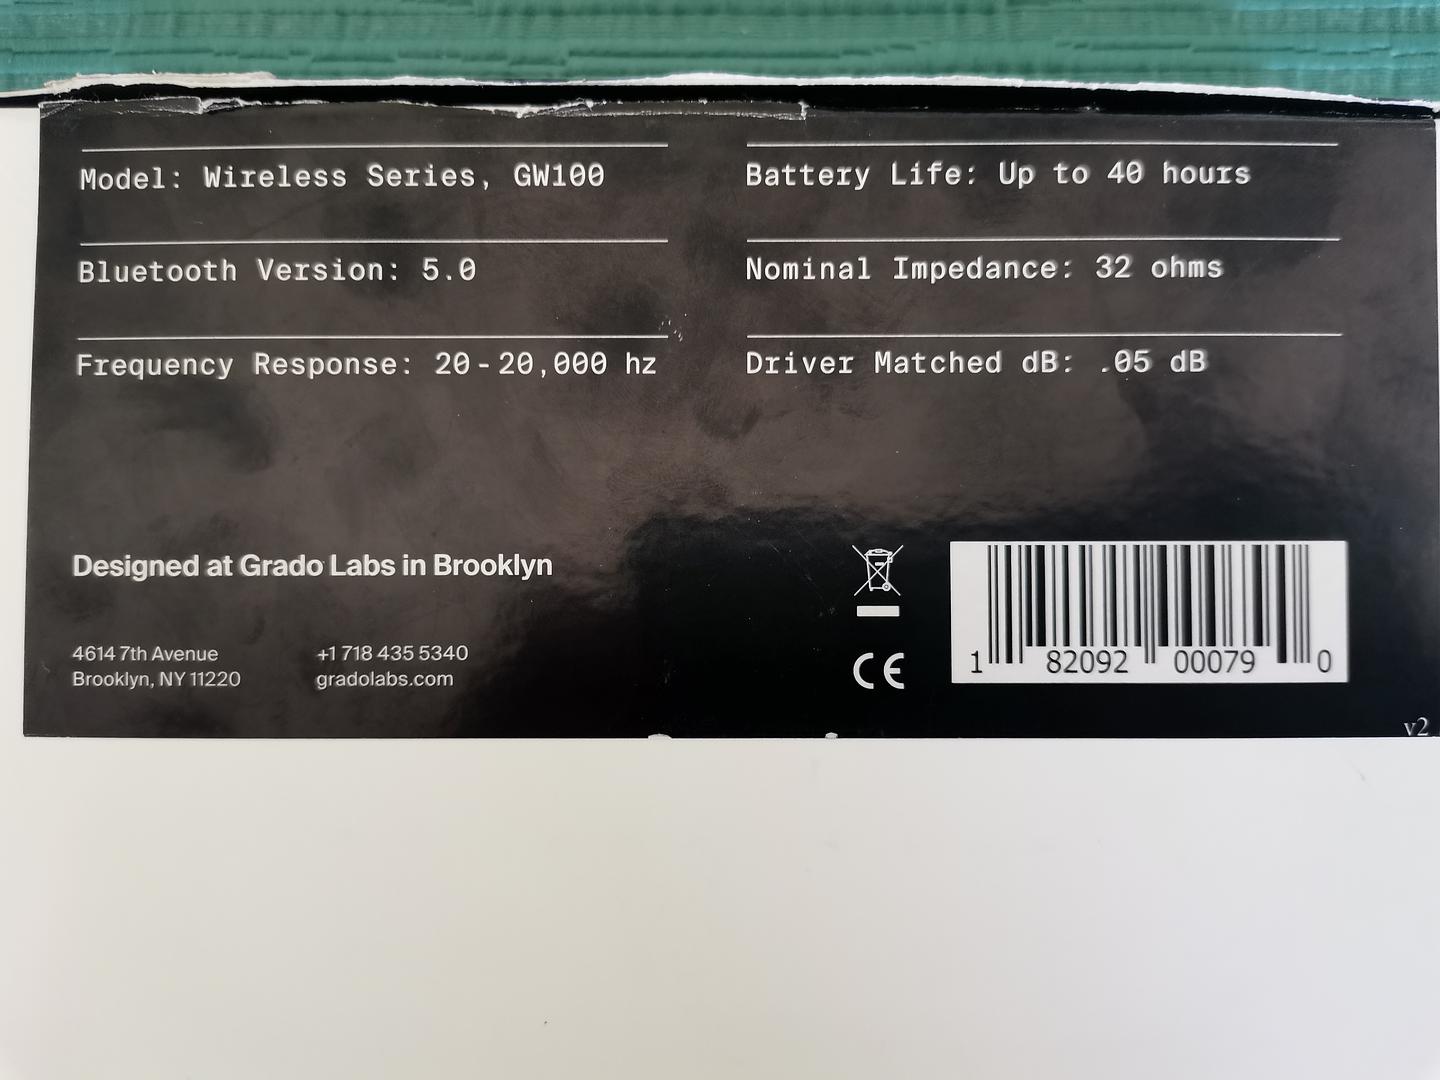 Model: Wireless Series, GW100
Battery Life: Up to 40 hours
Bluetooth Version: 5.0
Nominal Impedance: 32 ohms
Frequency Response: 20-20,000 hz
Driver Matched dB: .05 dB
Designed at Grado Labs in Brooklyn
4614 7th Avenue
Brooklyn, NY 11220
+1 718 435 5340
gradolabs.com
CE
1 82092 00079 0
v2